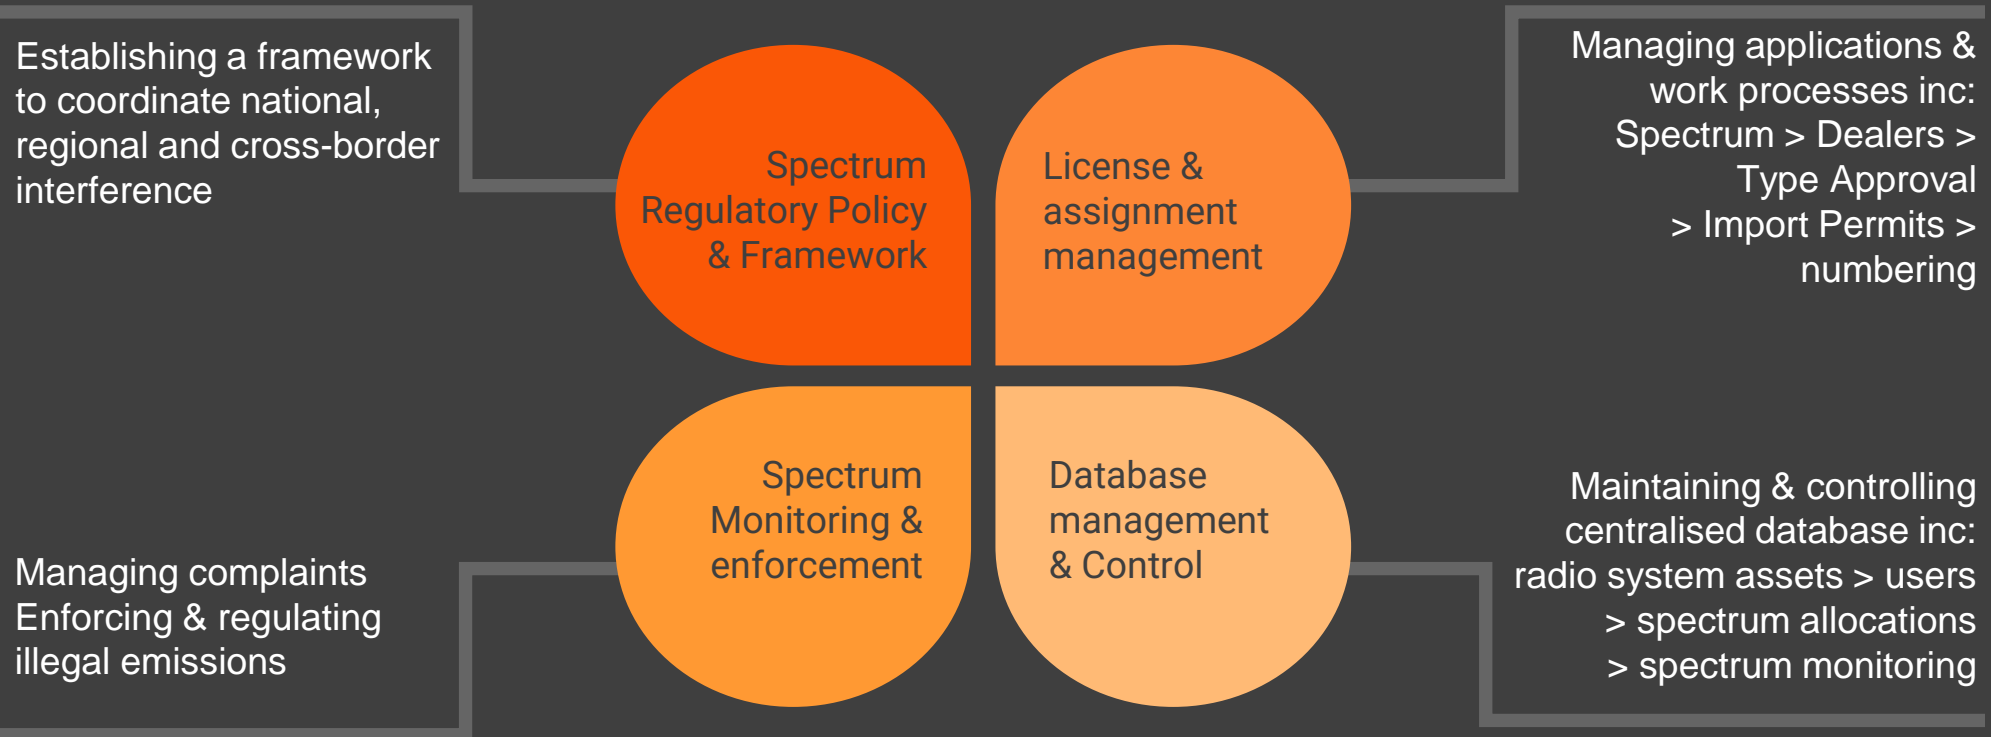 Establishing a framework
to coordinate national,
regional and cross-border
interference
Spectrum
Regulatory Policy
& Framework
License &
assignment
management
Managing applications &
work processes inc:
Spectrum > Dealers >
Type Approval
> Import Permits >
numbering
Managing complaints
Enforcing & regulating
illegal emissions
Spectrum
Monitoring &
enforcement
Database
management
& Control
Maintaining & controlling
centralised database inc:
radio system assets > users
> spectrum allocations
> spectrum monitoring